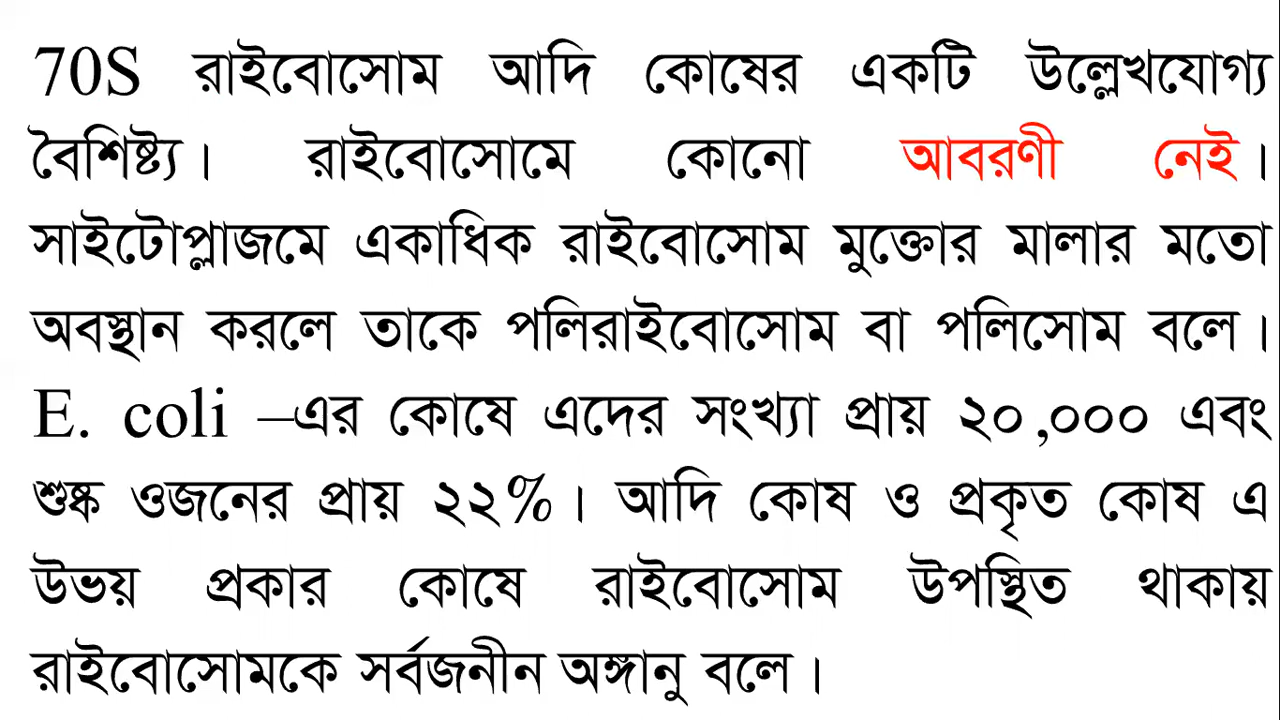 70S রাইবোসোম আদি কোষের একটি উল্লেখযোগ্য
বৈশিষ্ট্য। রাইবোসোমে কোনো আবরণী নেই।
সাইটোপ্লাজমে একাধিক রাইবোসোম মুক্তোর মালার মতো
অবস্থান করলে তাকে পলিরাইবোসোম বা পলিসোম বলে।
E. coli –এর কোষে এদের সংখ্যা প্রায় ২০,০০০ এবং
শুষ্ক ওজনের প্রায় ২২%। আদি কোষ ও প্রকৃত কোষ এ
উভয় প্রকার কোষে রাইবোসোম উপস্থিত থাকায়
রাইবোসোমকে সর্বজনীন অঙ্গানু বলে।